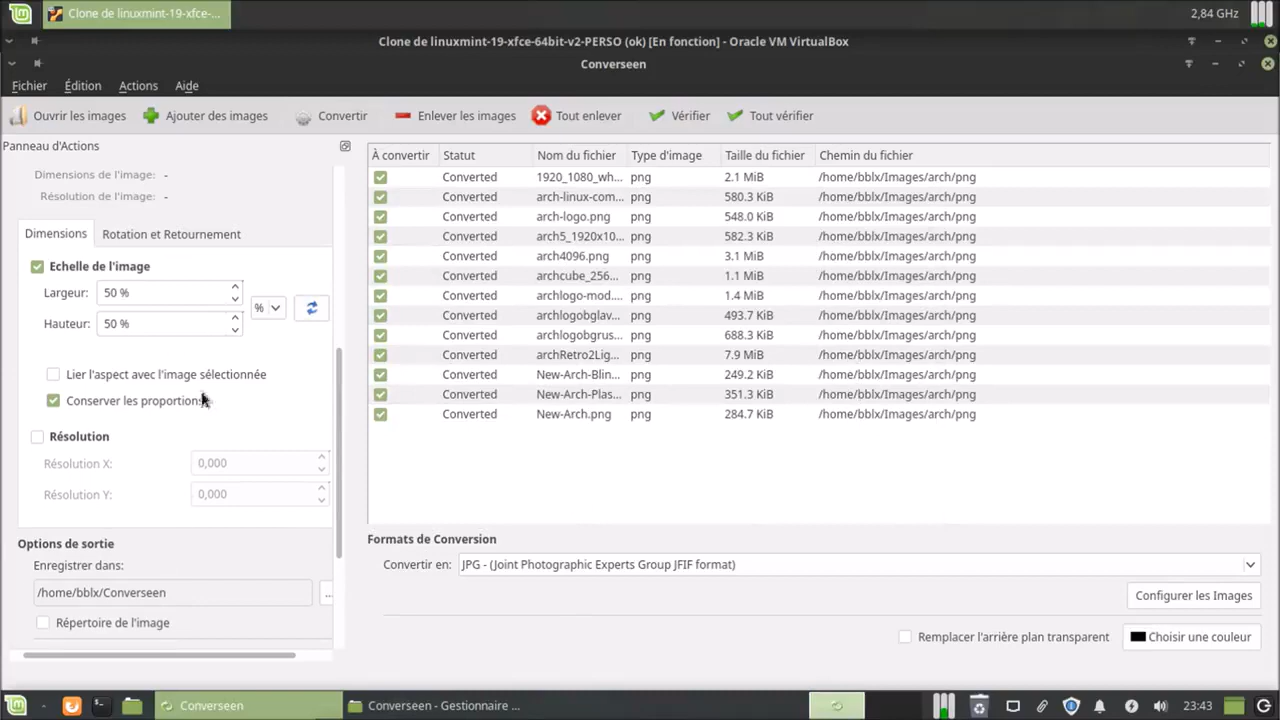 Clone de linuxmint-19-xfce-...
2,84 GHz
Clone de linuxmint-19-xfce-64bit-v2-PERSO (ok) [En fonction] - Oracle VM VirtualBox
Converseen
Fichier Édition Actions Aide
Ouvrir les images Ajouter des images Convertir Enlever les images Tout enlever Vérifier Tout vérifier
Panneau d'Actions
Dimensions de l'image: -
Résolution de l'image: -
Dimensions Rotation et Retournement
Echelle de l'image
Largeur: 50 %
%
Hauteur: 50 %
Lier l'aspect avec l'image sélectionnée
Conserver les proportions
Résolution
Résolution X: 0,000
Résolution Y: 0,000
Options de sortie
Enregistrer dans:
/home/bblx/Converseen ...
Répertoire de l'image
À convertir Statut Nom du fichier Type d'image Taille du fichier Chemin du fichier
Converted 1920_1080_wh... png 2.1 MiB /home/bblx/Images/arch/png
Converted arch-linux-com... png 580.3 KiB /home/bblx/Images/arch/png
Converted arch-logo.png png 548.0 KiB /home/bblx/Images/arch/png
Converted arch5_1920x10... png 582.3 KiB /home/bblx/Images/arch/png
Converted arch4096.png png 3.1 MiB /home/bblx/Images/arch/png
Converted archcube_256... png 1.1 MiB /home/bblx/Images/arch/png
Converted archlogo-mod.... png 1.4 MiB /home/bblx/Images/arch/png
Converted archlogobglav... png 493.7 KiB /home/bblx/Images/arch/png
Converted archlogobgrus... png 688.3 KiB /home/bblx/Images/arch/png
Converted archRetro2Lig... png 7.9 MiB /home/bblx/Images/arch/png
Converted New-Arch-Blin... png 249.2 KiB /home/bblx/Images/arch/png
Converted New-Arch-Plas... png 351.3 KiB /home/bblx/Images/arch/png
Converted New-Arch.png png 284.7 KiB /home/bblx/Images/arch/png
Formats de Conversion
Convertir en: JPG - (Joint Photographic Experts Group JFIF format)
Configurer les Images
Remplacer l'arrière plan transparent Choisir une couleur
Converseen Converseen - Gestionnaire ... 23:43